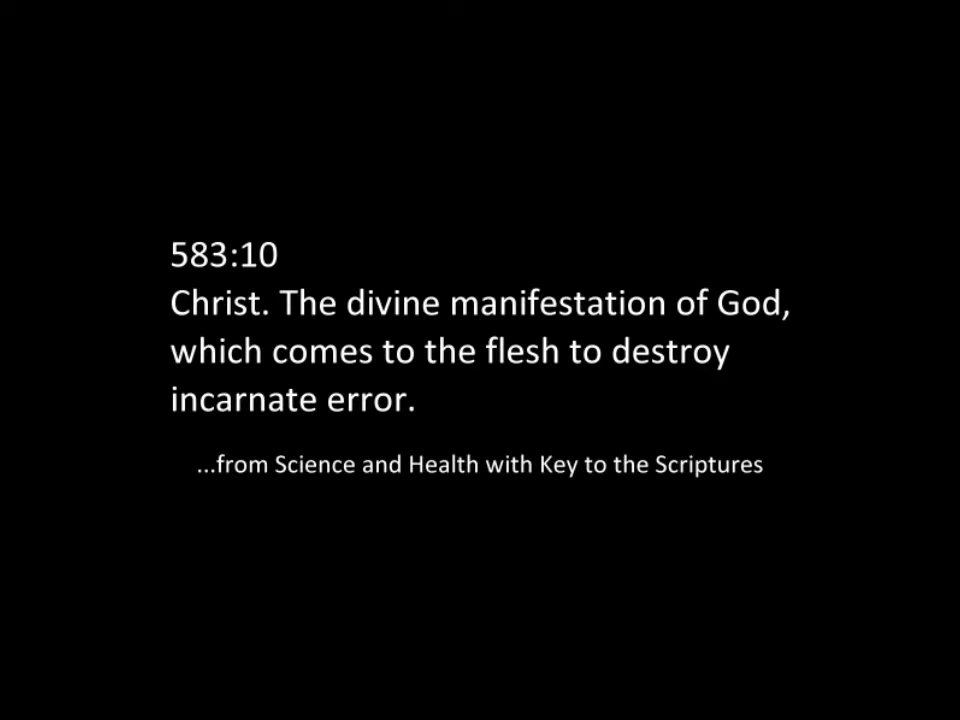 583:10
Christ. The divine manifestation of God,
which comes to the flesh to destroy
incarnate error.
...from Science and Health with Key to the Scriptures